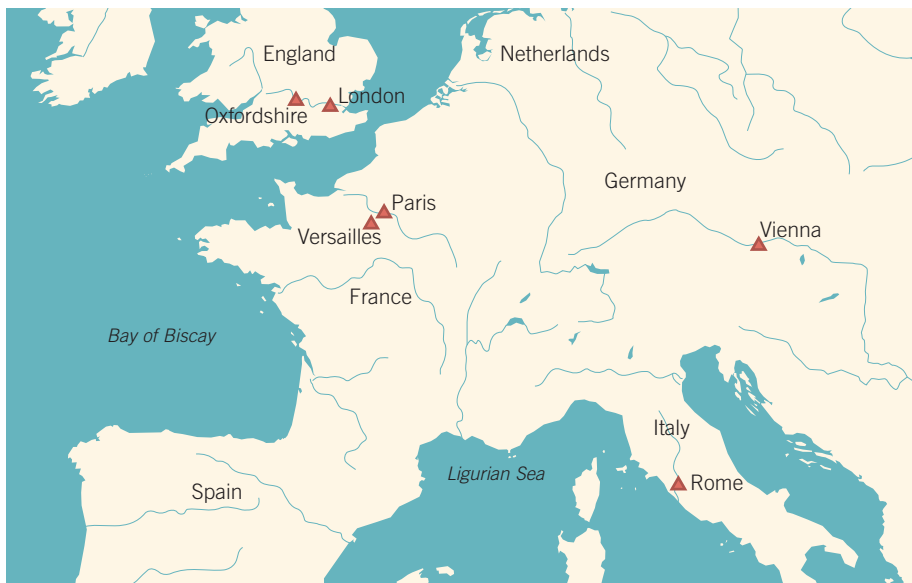 England
Netherlands
London
Oxfordshire
Germany
Paris
Vienna
Versailles
France
Bay of Biscay
Italy
Ligurian Sea
Rome
Spain